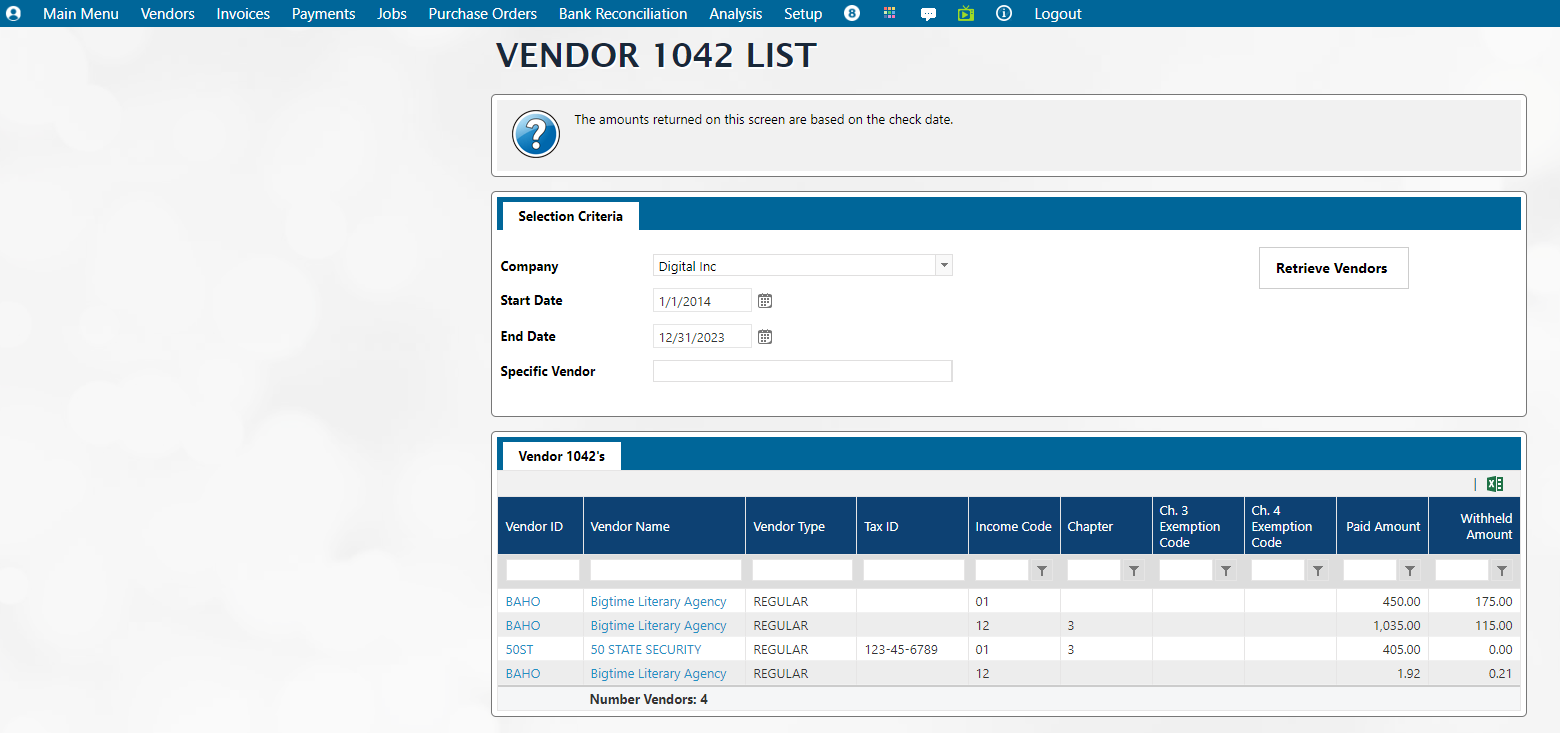 Main Menu Vendors Invoices Payments Jobs Purchase Orders Bank Reconciliation Analysis Setup 8 Logout
VENDOR 1042 LIST
The amounts returned on this screen are based on the check date.
Selection Criteria
Company Digital Inc Retrieve Vendors
Start Date 1/1/2014
End Date 12/31/2023
Specific Vendor
Vendor 1042's
Vendor ID Vendor Name Vendor Type Tax ID Income Code Chapter Ch. 3 Exemption Code Ch. 4 Exemption Code Paid Amount Withheld Amount
BAHO Bigtime Literary Agency REGULAR 01 450.00 175.00
BAHO Bigtime Literary Agency REGULAR 12 3 1,035.00 115.00
50ST 50 STATE SECURITY REGULAR 123-45-6789 01 3 405.00 0.00
BAHO Bigtime Literary Agency REGULAR 12 1.92 0.21
Number Vendors: 4